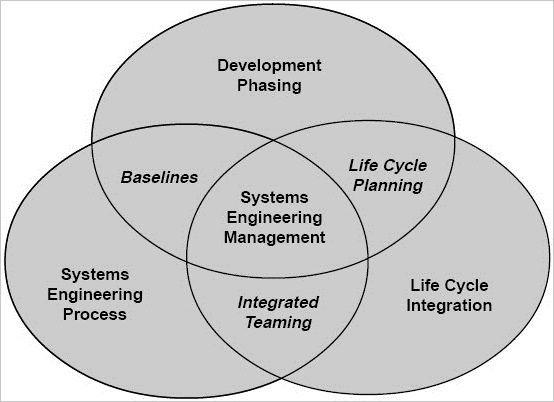 Development
Phasing
Baselines
Life Cycle
Planning
Systems
Engineering
Management
Systems
Engineering
Process
Integrated
Teaming
Life Cycle
Integration